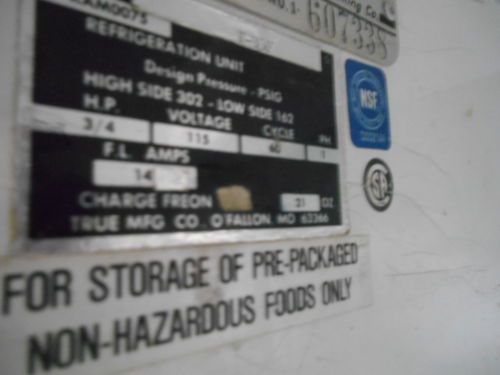 607338
REFRIGERATION UNIT
Design Pressure - PSIG
HIGH SIDE 302 - LOW SIDE 162
H.P. VOLTAGE CYCLE PH
3/4 115 60 1
F.L. AMPS
14
CHARGE FREON 21 OZ
TRUE MFG. CO. O'FALLON, MO 63366
NSF
FOR STORAGE OF PRE-PACKAGED
NON-HAZARDOUS FOODS ONLY